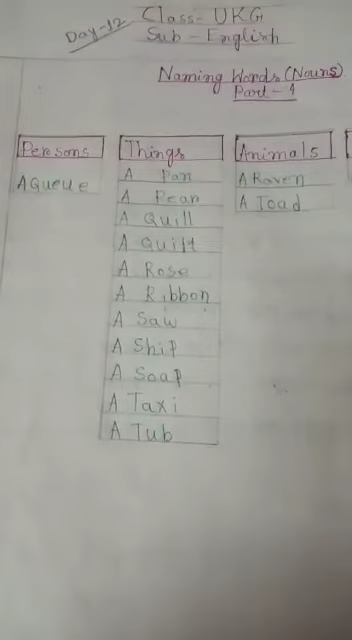 Day-12
Class- UKG
Sub - English
Naming Words (Nouns)
Part - 1
Persons
A Queue
Things
A Pan
A Pear
A Quill
A Quilt
A Rose
A Ribbon
A Saw
A Ship
A Soap
A Taxi
A Tub
Animals
A Raven
A Toad